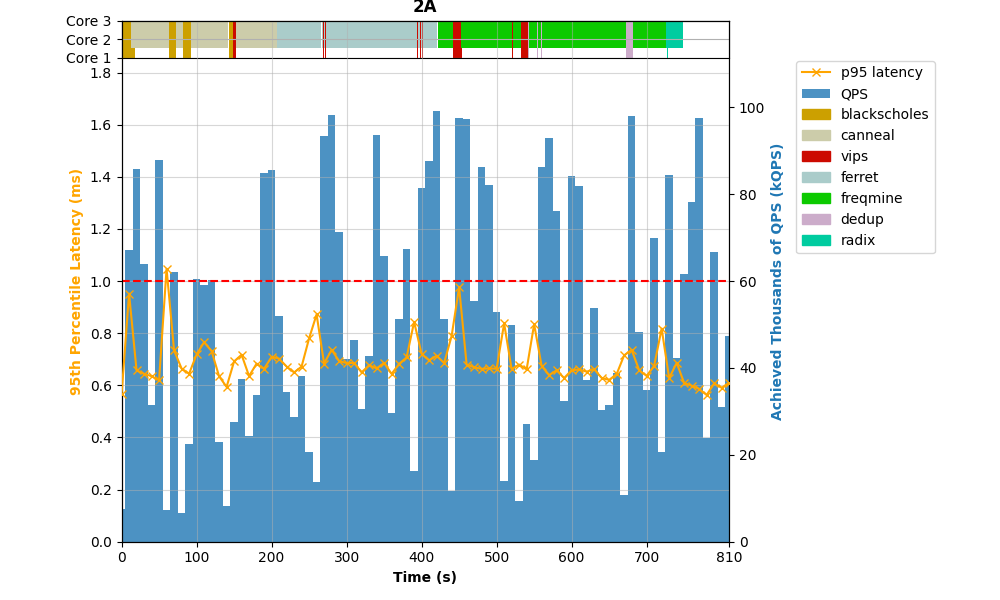 2A
Core 3
Core 2
Core 1
1.8
1.6
1.4
1.2
1.0
0.8
0.6
0.4
0.2
0.0
95th Percentile Latency (ms)
0
100
200
300
400
500
600
700
810
Time (s)
100
80
60
40
20
0
Achieved Thousands of QPS (kQPS)
p95 latency
QPS
blackscholes
canneal
vips
ferret
freqmine
dedup
radix